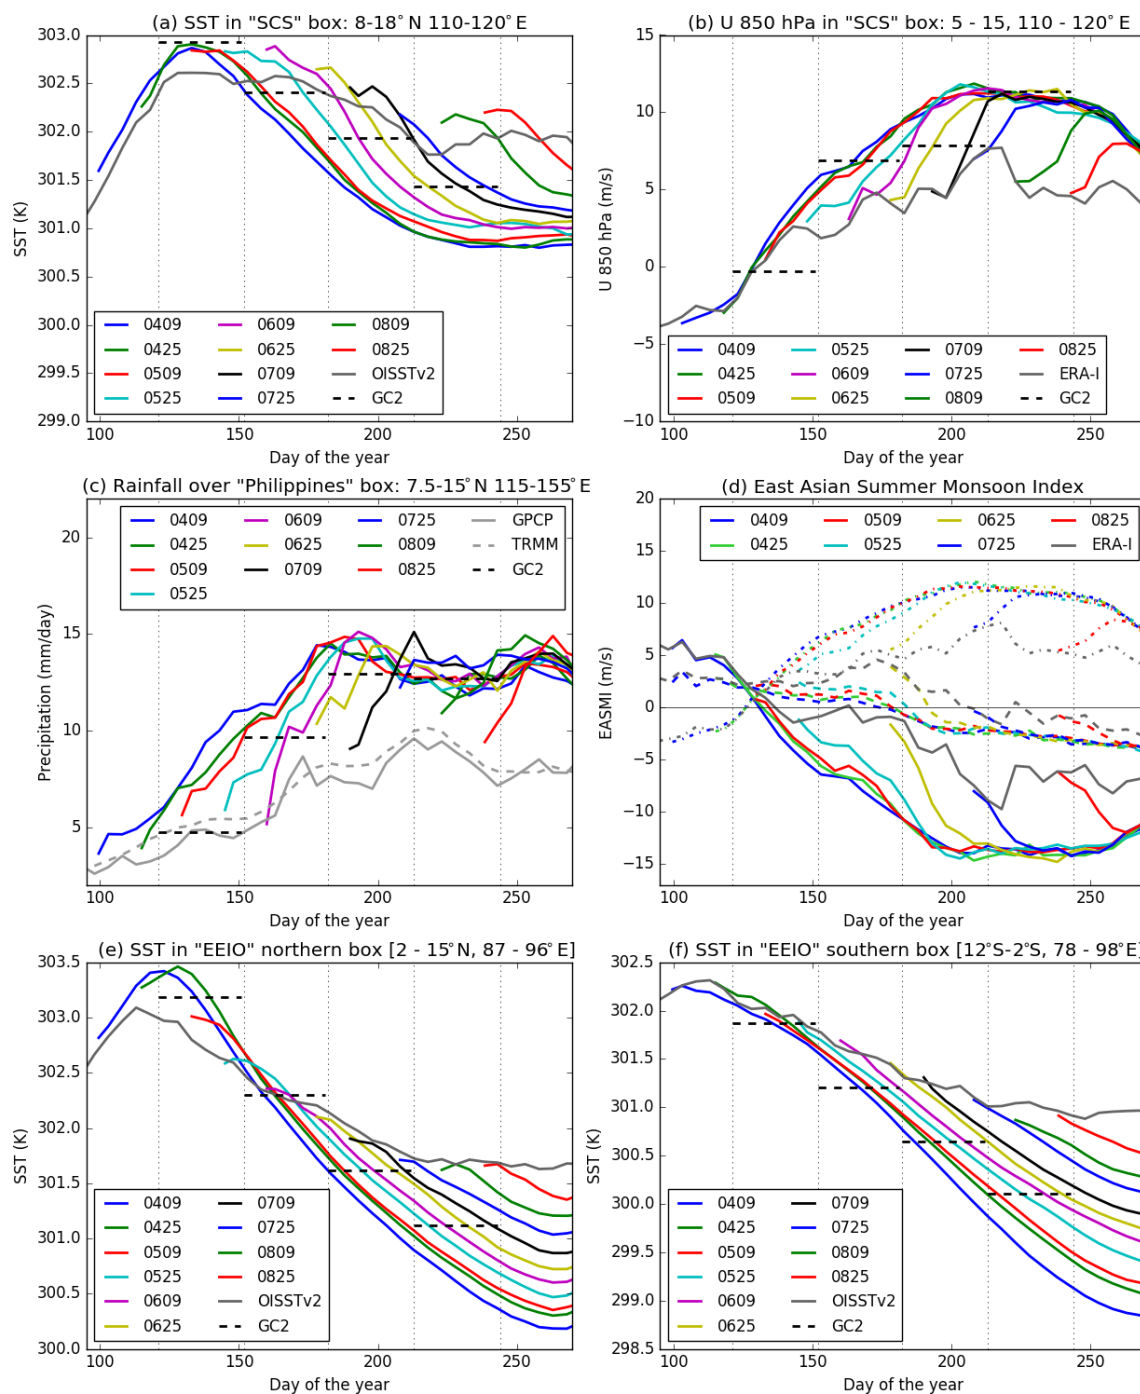 (a) SST in "SCS" box: 8-18°N 110-120°E
303.0
302.5
302.0
301.5
301.0
300.5
300.0
299.5
299.0
SST (K)
0409 0609 0809
0425 0625 0825
0509 0709 OISSTv2
0525 0725 GC2
100 150 200 250
Day of the year
(b) U 850 hPa in "SCS" box: 5 - 15, 110 - 120°E
15
10
5
0
−5
−10
U 850 hPa (m/s)
0409 0525 0709 0825
0425 0609 0725 ERA-I
0509 0625 0809 GC2
100 150 200 250
Day of the year
(c) Rainfall over "Philippines" box: 7.5-15°N 115-155°E
20
15
10
5
Precipitation (mm/day)
0409 0609 0725 GPCP
0425 0625 0809 TRMM
0509 0709 0825 GC2
0525
100 150 200 250
Day of the year
(d) East Asian Summer Monsoon Index
20
15
10
5
0
−5
−10
−15
EASMI (m/s)
0409 0509 0625 0825
0425 0525 0725 ERA-I
100 150 200 250
Day of the year
(e) SST in "EEIO" northern box [2 - 15°N, 87 - 96°E]
303.5
303.0
302.5
302.0
301.5
301.0
300.5
300.0
SST (K)
0409 0709
0425 0725
0509 0809
0525 0825
0609 OISSTv2
0625 GC2
100 150 200 250
Day of the year
(f) SST in "EEIO" southern box [12°S-2°S, 78 - 98°E]
302.5
302.0
301.5
301.0
300.5
300.0
299.5
299.0
298.5
SST (K)
0409 0709
0425 0725
0509 0809
0525 0825
0609 OISSTv2
0625 GC2
100 150 200 250
Day of the year